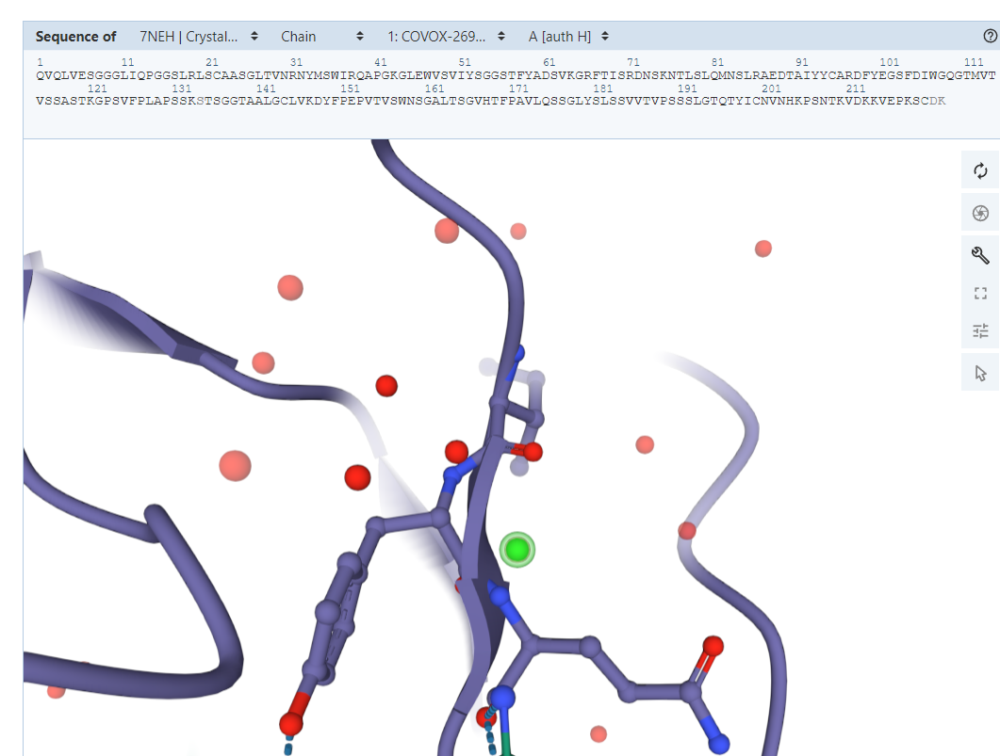 Sequence of 7NEH | Crystal... Chain 1: COVOX-269... A [auth H]
1 11 21 31 41 51 61 71 81 91 101 111
QVQLVESGGGLIQPGGSLRLSCAASGLTVNRNYMSWIRQAPGKGLEWVSVIYSGGSTFYADSVKGRFTISRDNSKNTLSLQMNSLRAEDTAIYYCARDFYEGSFDIWGQGTMVT
121 131 141 151 161 171 181 191 201 211
VSSASTKGPSVFPLAPSSKSTSGGTAALGCLVKDYFPEPVTVSWNSGALTSGVHTFPAVLQSSGLYSLSSVVTVPSSSLGTQTYICNVNHKPSNTKVDKKVEPKSCDK